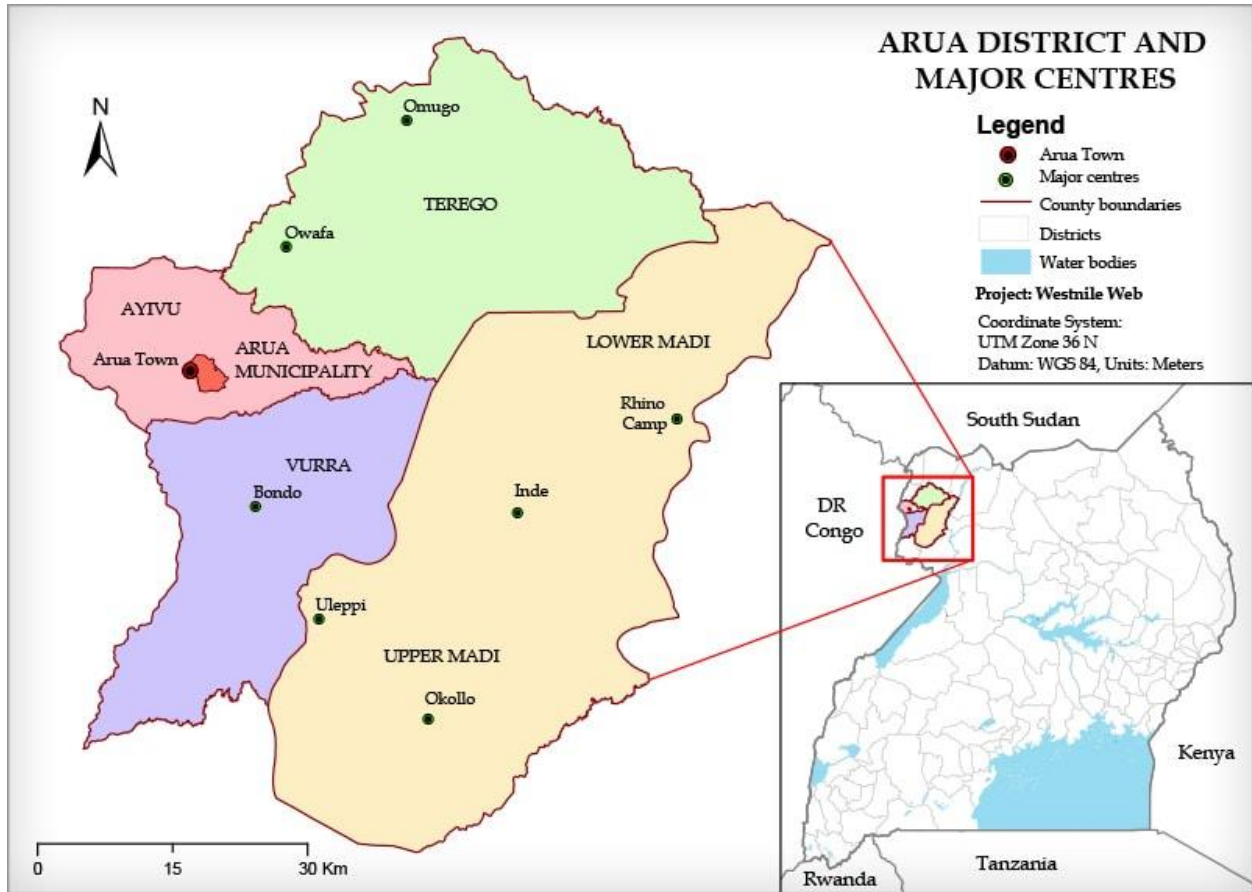 ARUA DISTRICT AND
MAJOR CENTRES
Legend
Arua Town
Major centres
County boundaries
Districts
Water bodies
Project: Westnile Web
Coordinate System:
UTM Zone 36 N
Datum: WGS 84, Units: Meters
N
Omugo
TEREGO
Owafa
AYIVU
Arua Town
ARUA
MUNICIPALITY
LOWER MADI
Rhino
Camp
VURRA
Bondo
Inde
Uleppi
UPPER MADI
Okollo
0
15
30 Km
South Sudan
DR
Congo
Kenya
Tanzania
Rwanda